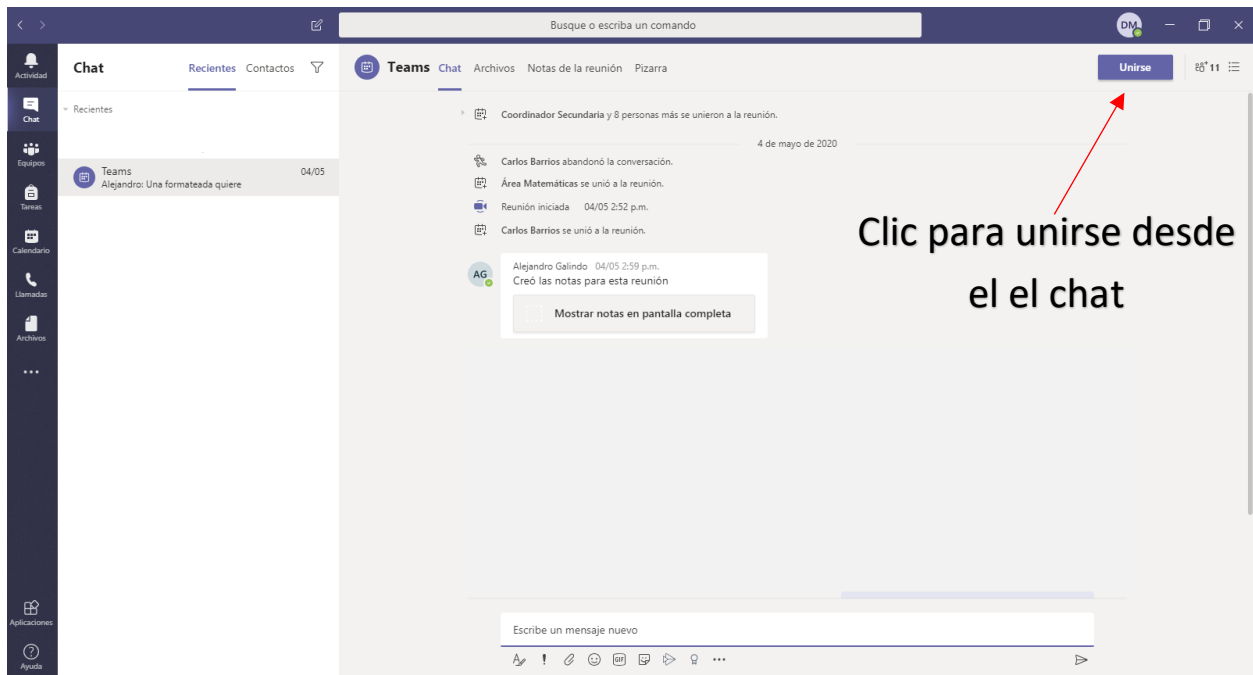 Busque o escriba un comando
DM
Actividad
Chat
Equipos
Tareas
Calendario
Llamadas
Archivos
Aplicaciones
Ayuda
Chat Recientes Contactos
Recientes
Teams 04/05
Alejandro: Una formateada quiere
Teams Chat Archivos Notas de la reunión Pizarra
Unirse
11
Coordinador Secundaria y 8 personas más se unieron a la reunión.
4 de mayo de 2020
Carlos Barrios abandonó la conversación.
Área Matemáticas se unió a la reunión.
Reunión iniciada 04/05 2:52 p.m.
Carlos Barrios se unió a la reunión.
AG
Alejandro Galindo 04/05 2:59 p.m.
Creó las notas para esta reunión
Mostrar notas en pantalla completa
Clic para unirse desde
el el chat
Escribe un mensaje nuevo
GIF